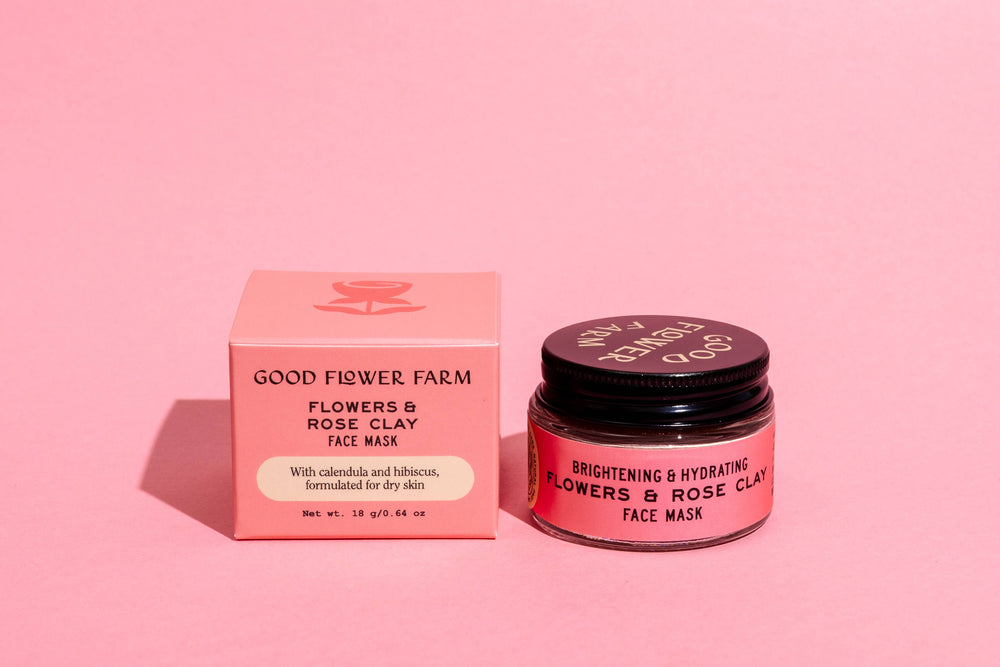 GOOD FLOWER FARM
FLOWERS &
ROSE CLAY
FACE MASK
With calendula and hibiscus,
formulated for dry skin
Net wt. 18 g/0.64 oz
GOOD
FLOWER
FARM
BRIGHTENING & HYDRATING
FLOWERS & ROSE CLAY
FACE MASK